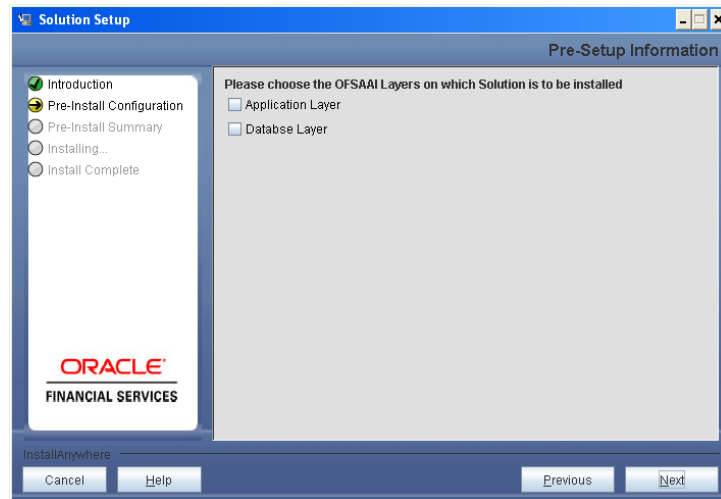 Solution Setup
Pre-Setup Information
Introduction
Pre-Install Configuration
Pre-Install Summary
Installing...
Install Complete
ORACLE'
FINANCIAL SERVICES
Please choose the OFSAAI Layers on which Solution is to be installed
Application Layer
Databse Layer
InstallAnywhere
Cancel
Help
Previous
Next